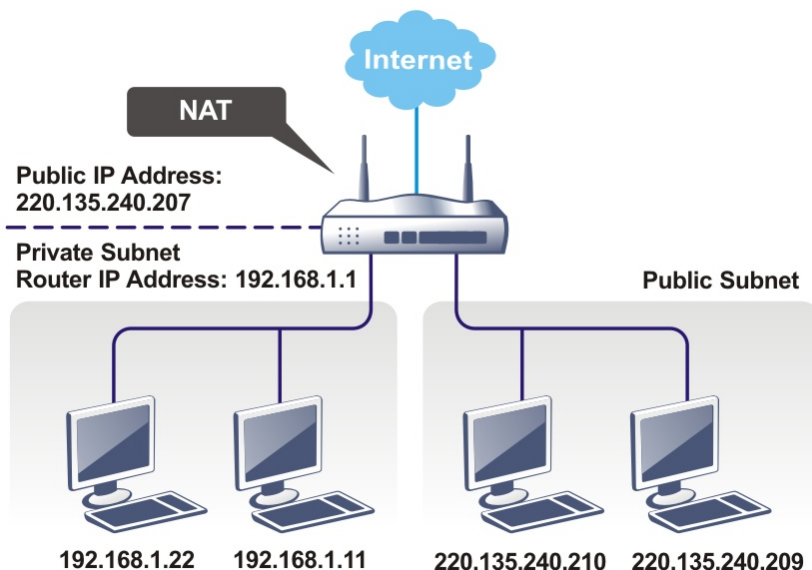 Internet
NAT
Public IP Address:
220.135.240.207
Private Subnet
Router IP Address: 192.168.1.1
Public Subnet
192.168.1.22
192.168.1.11
220.135.240.210
220.135.240.209